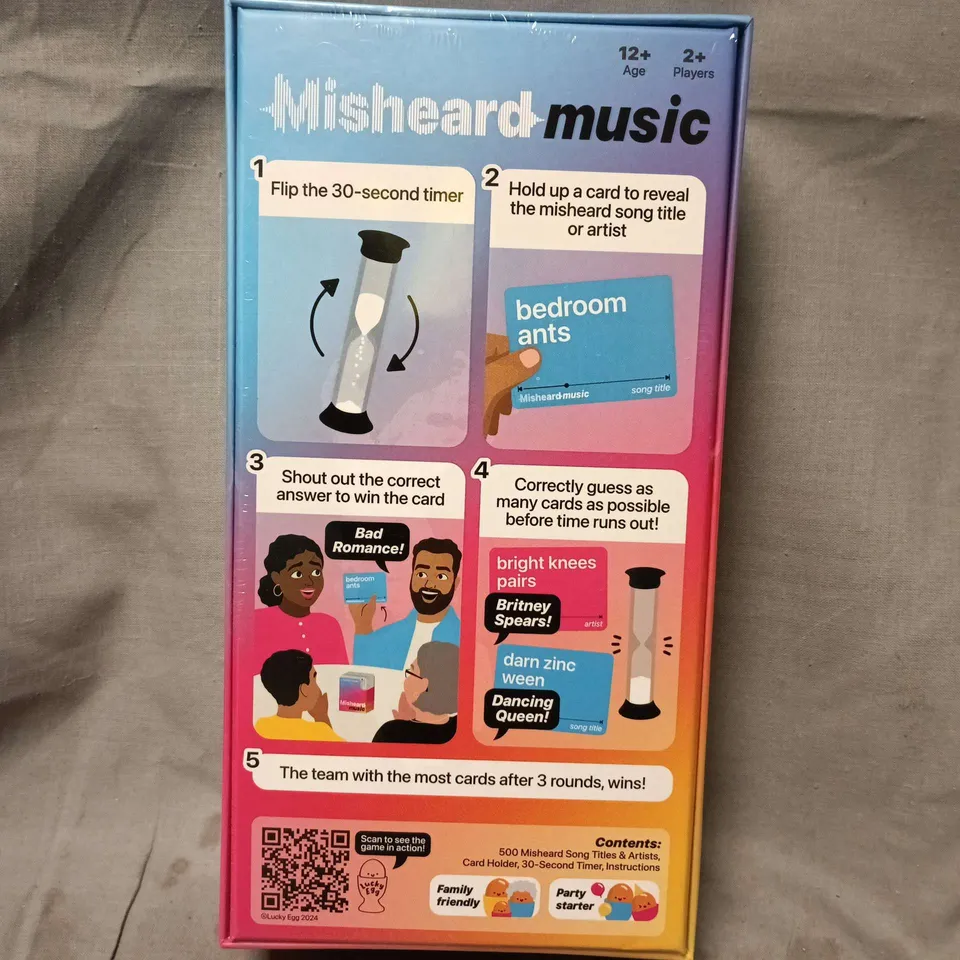 12+
Age
2+
Players
Misheard music
1
Flip the 30-second timer
2
Hold up a card to reveal
the misheard song title
or artist
bedroom
ants
Misheard music
song title
3
Shout out the correct
answer to win the card
Bad
Romance!
bedroom
ants
Misheard
music
4
Correctly guess as
many cards as possible
before time runs out!
bright knees
pairs
Britney
Spears!
artist
darn zinc
ween
Dancing
Queen!
song title
5
The team with the most cards after 3 rounds, wins!
Scan to see the
game in action!
Lucky
Egg
©Lucky Egg 2024
Contents:
500 Misheard Song Titles & Artists,
Card Holder, 30-Second Timer, Instructions
Family
friendly
Party
starter